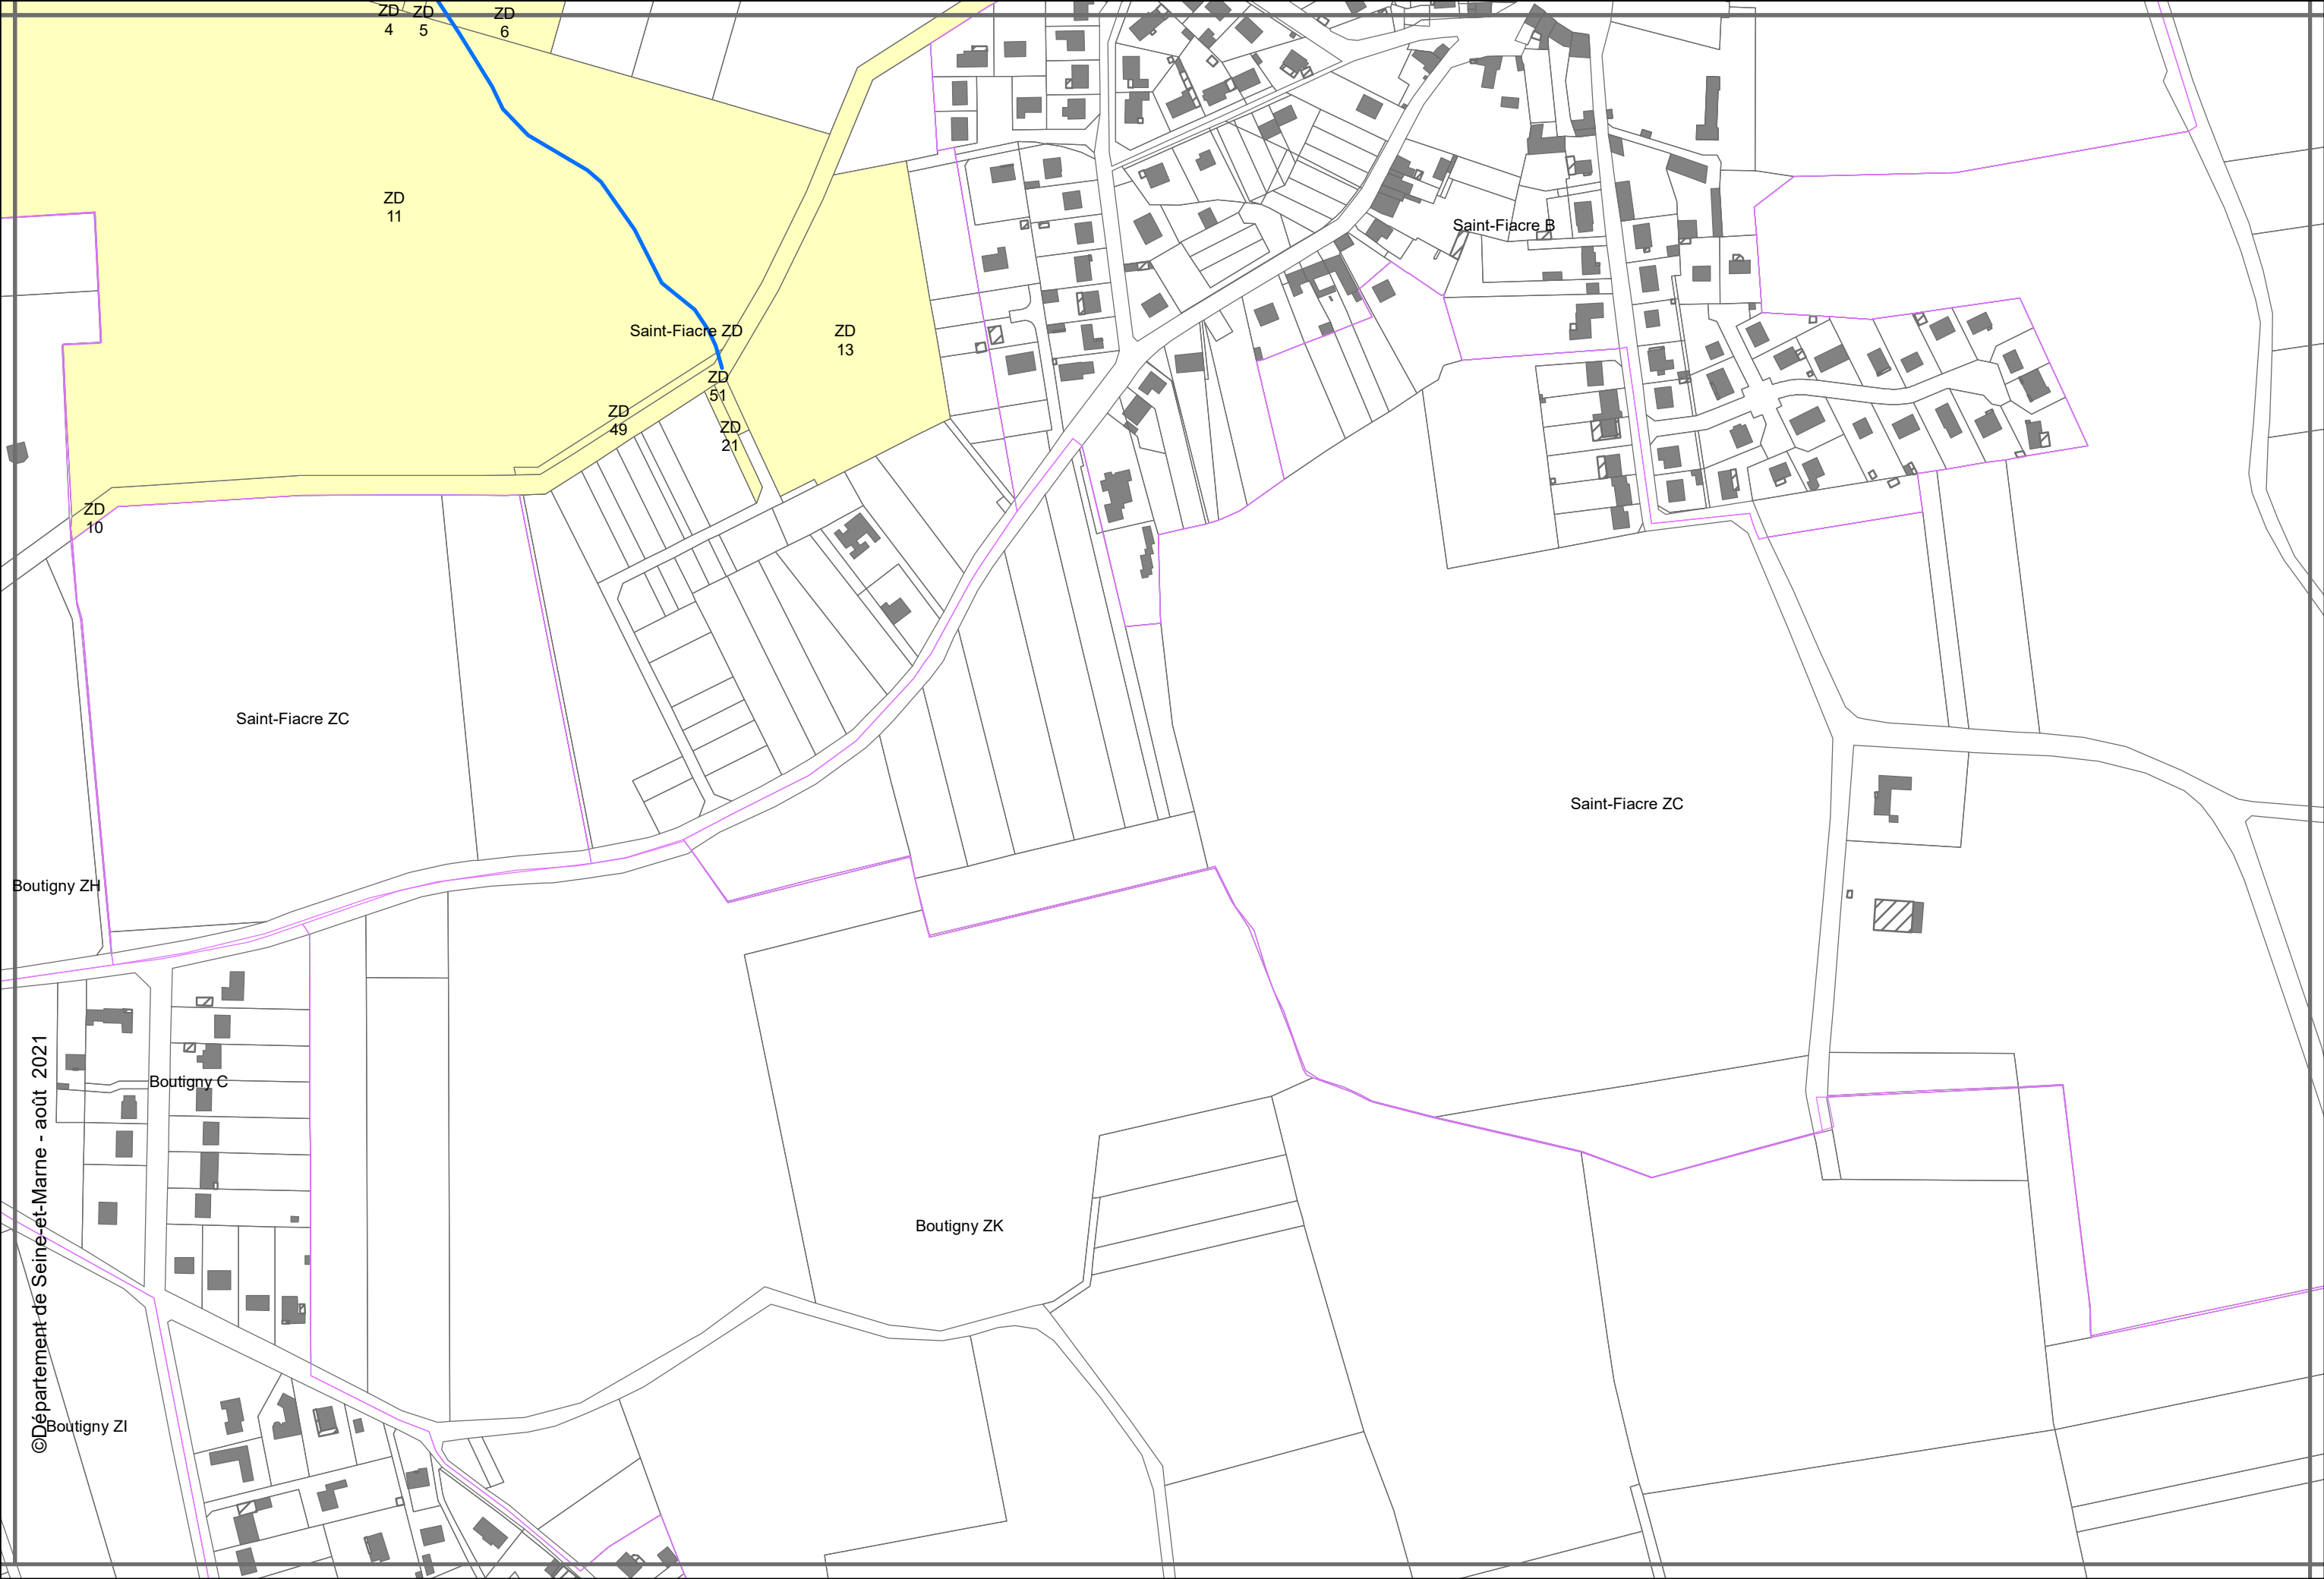 ZD
4
ZD
5
ZD
6
ZD
11
Saint-Fiacre B
Saint-Fiacre ZD
ZD
13
ZD
51
ZD
49
ZD
21
ZD
10
Saint-Fiacre ZC
Saint-Fiacre ZC
Boutigny ZH
Boutigny C
Boutigny ZK
Boutigny ZI
©Département de Seine-et-Marne - août 2021